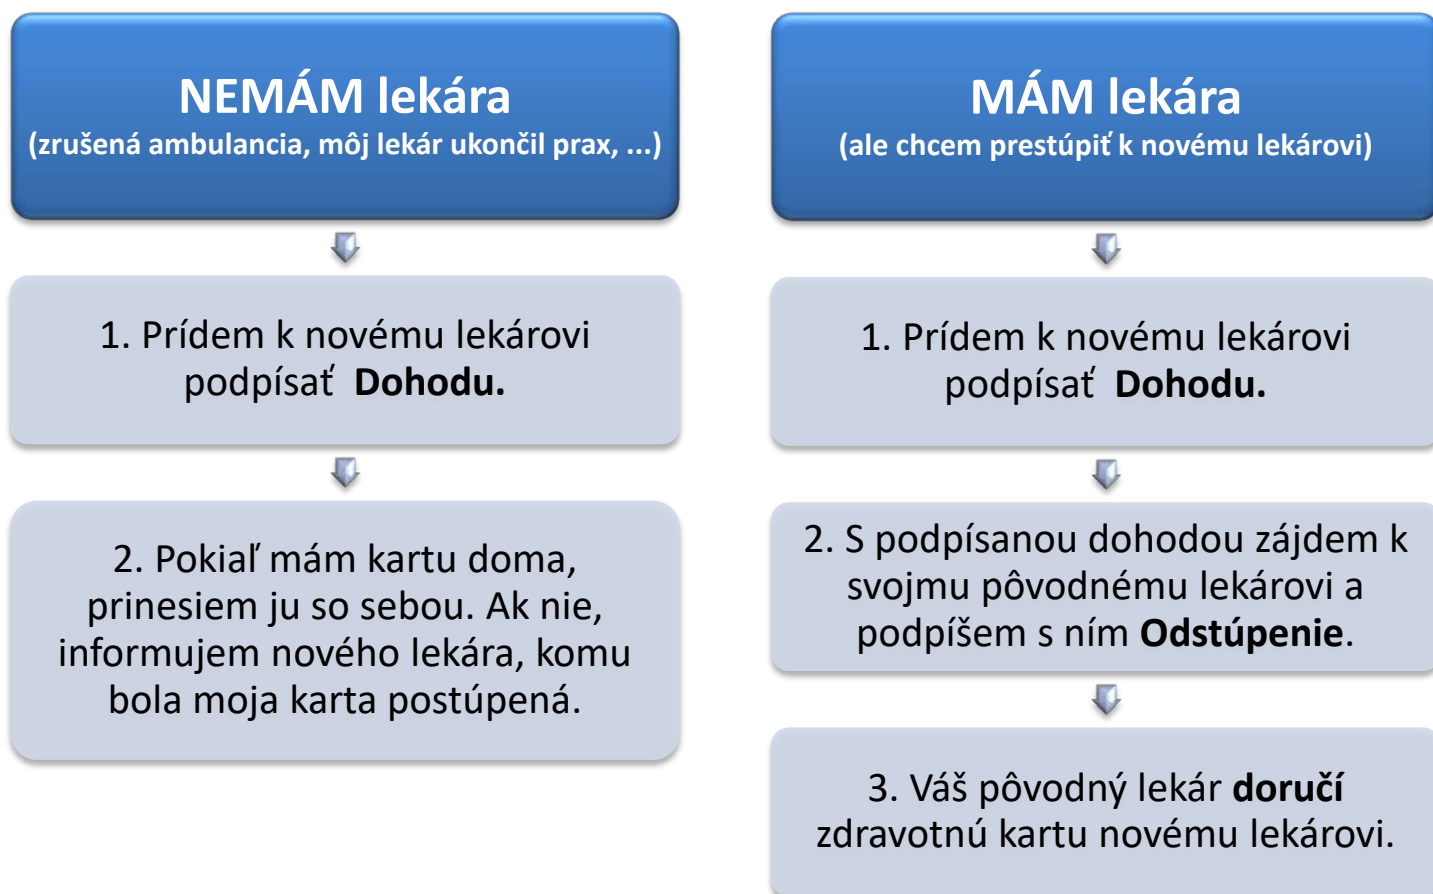 NEMÁM lekára
(zrušená ambulancia, môj lekár ukončil prax, ...)
1. Prídem k novému lekárovi
podpísať  Dohodu.
2. Pokiaľ mám kartu doma,
prinesiem ju so sebou. Ak nie,
informujem nového lekára, komu
bola moja karta postúpená.
MÁM lekára
(ale chcem prestúpiť k novému lekárovi)
1. Prídem k novému lekárovi
podpísať  Dohodu.
2. S podpísanou dohodou zájdem k
svojmu pôvodnému lekárovi a
podpíšem s ním Odstúpenie.
3. Váš pôvodný lekár doručí
zdravotnú kartu novému lekárovi.